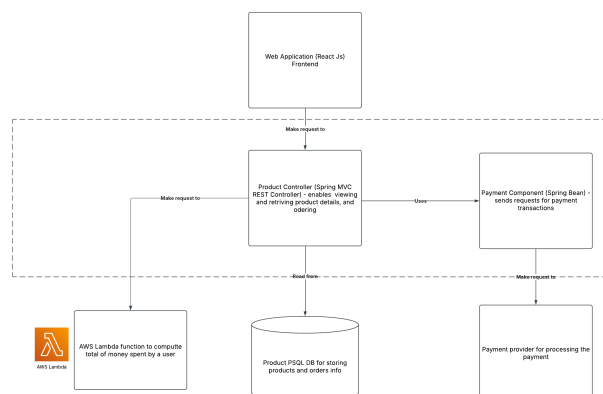 Web Application (React Js)
Frontend
Make request to
Product Controller (Spring MVC
REST Controller) - enables viewing
and retriving product details, and
odering
Make request to
Uses
Payment Component (Spring Bean) -
sends requests for payment
transactions
Read from
Make request to
AWS Lambda
AWS Lambda function to compute
total of money spent by a user
Product PSQL DB for storing
products and orders info
Payment provider for processing the
payment